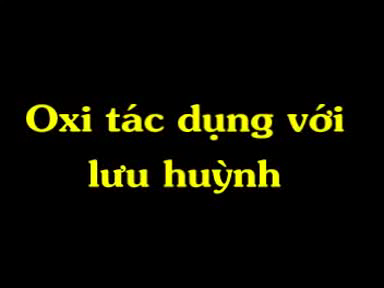 Oxi tác dụng với
lưu huỳnh